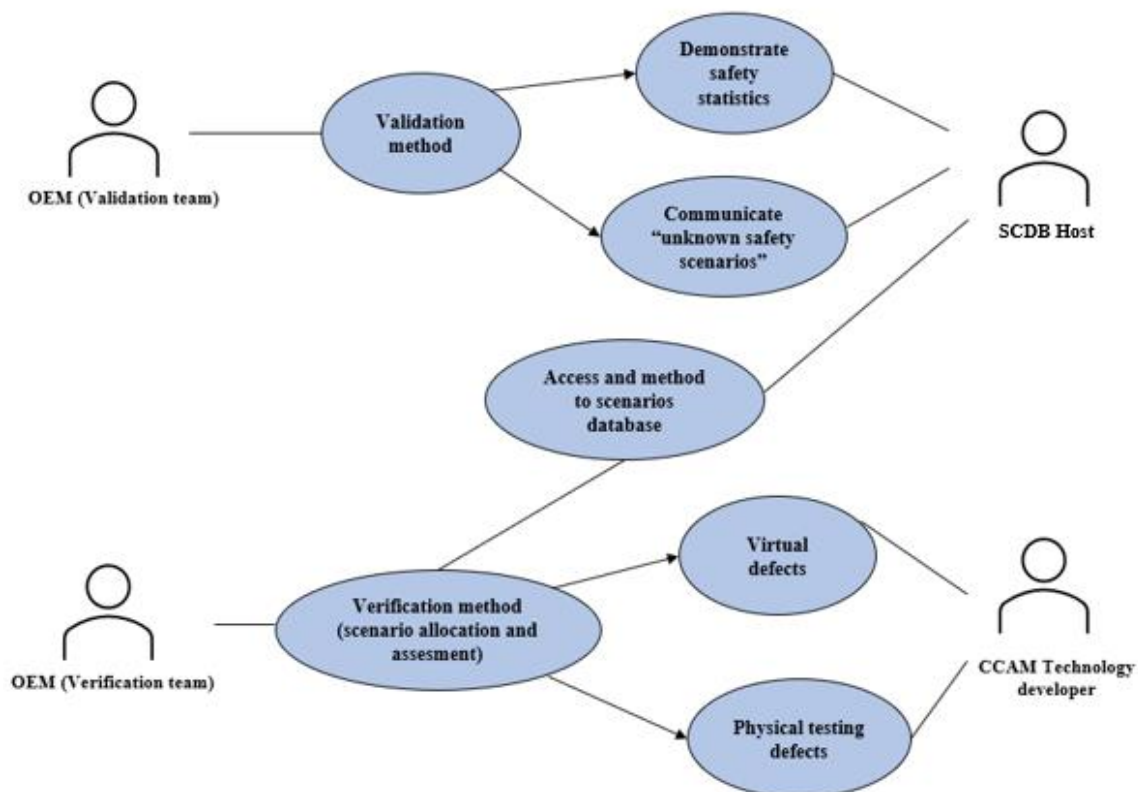 Demonstrate
safety
statistics
Validation
method
OEM (Validation team)
Communicate
“unknown safety
scenarios”
SCDB Host
Access and method
to scenarios
database
Virtual
defects
Verification method
(scenario allocation and
assesment)
OEM (Verification team)
CCAM Technology
developer
Physical testing
defects